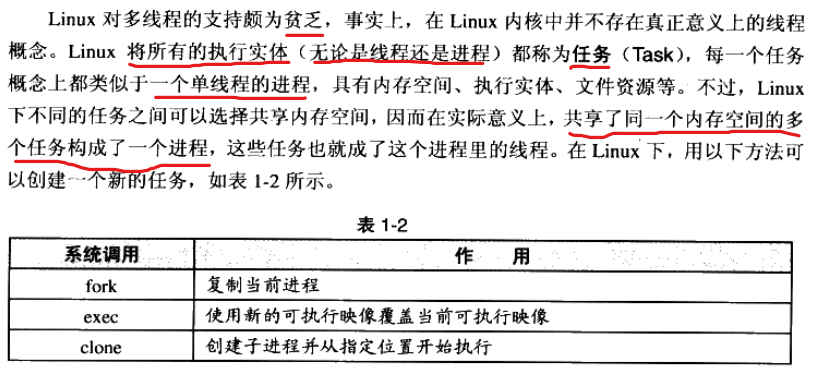 Linux 对多线程的支持颇为贫乏，事实上，在 Linux 内核中并不存在真正意义上的线程
概念。Linux 将所有的执行实体（无论是线程还是进程）都称为任务（Task），每一个任务
概念上都类似于一个单线程的进程，具有内存空间、执行实体、文件资源等。不过，Linux
下不同的任务之间可以选择共享内存空间，因而在实际意义上，共享了同一个内存空间的多
个任务构成了一个进程，这些任务也就成了这个进程里的线程。在 Linux 下，用以下方法可
以创建一个新的任务，如表 1-2 所示。
表 1-2
系统调用 作 用
fork 复制当前进程
exec 使用新的可执行映像覆盖当前可执行映像
clone 创建子进程并从指定位置开始执行